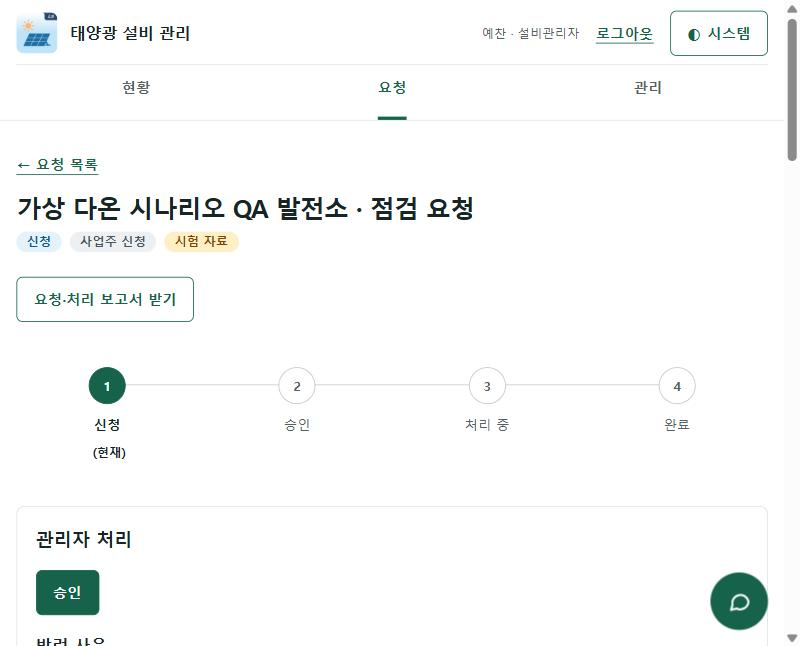 태양광 설비 관리
예찬 · 설비관리자
로그아웃
시스템
현황
요청
관리
← 요청 목록
가상 다온 시나리오 QA 발전소 · 점검 요청
신청
사업주 신청
시험 자료
요청·처리 보고서 받기
1
2
3
4
신청
승인
처리 중
완료
(현재)
관리자 처리
승인
반려 사유